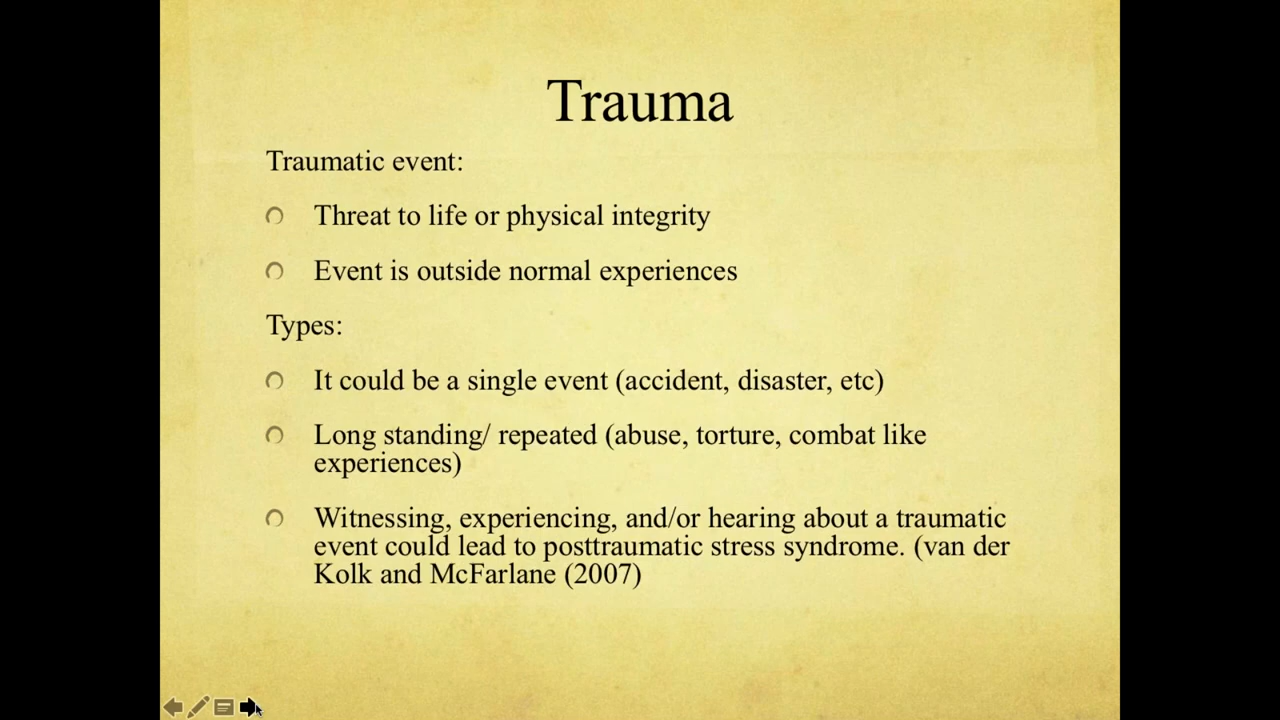 Trauma
Traumatic event:
Threat to life or physical integrity
Event is outside normal experiences
Types:
It could be a single event (accident, disaster, etc)
Long standing/ repeated (abuse, torture, combat like
experiences)
Witnessing, experiencing, and/or hearing about a traumatic
event could lead to posttraumatic stress syndrome. (van der
Kolk and McFarlane (2007)